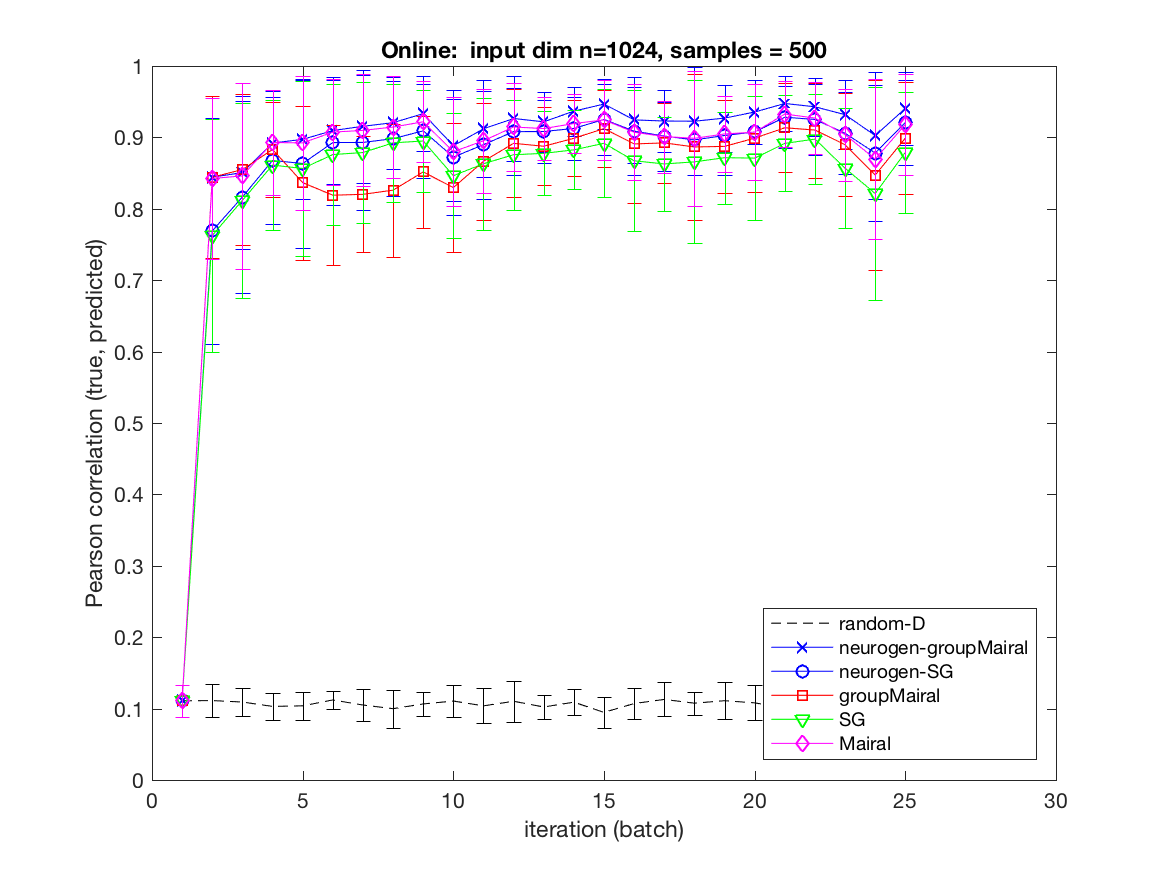 Online:  input dim n=1024, samples = 500
Pearson correlation (true, predicted)
1
0.9
0.8
0.7
0.6
0.5
0.4
0.3
0.2
0.1
0
0 5 10 15 20 25 30
iteration (batch)
random-D
neurogen-groupMairal
neurogen-SG
groupMairal
SG
Mairal